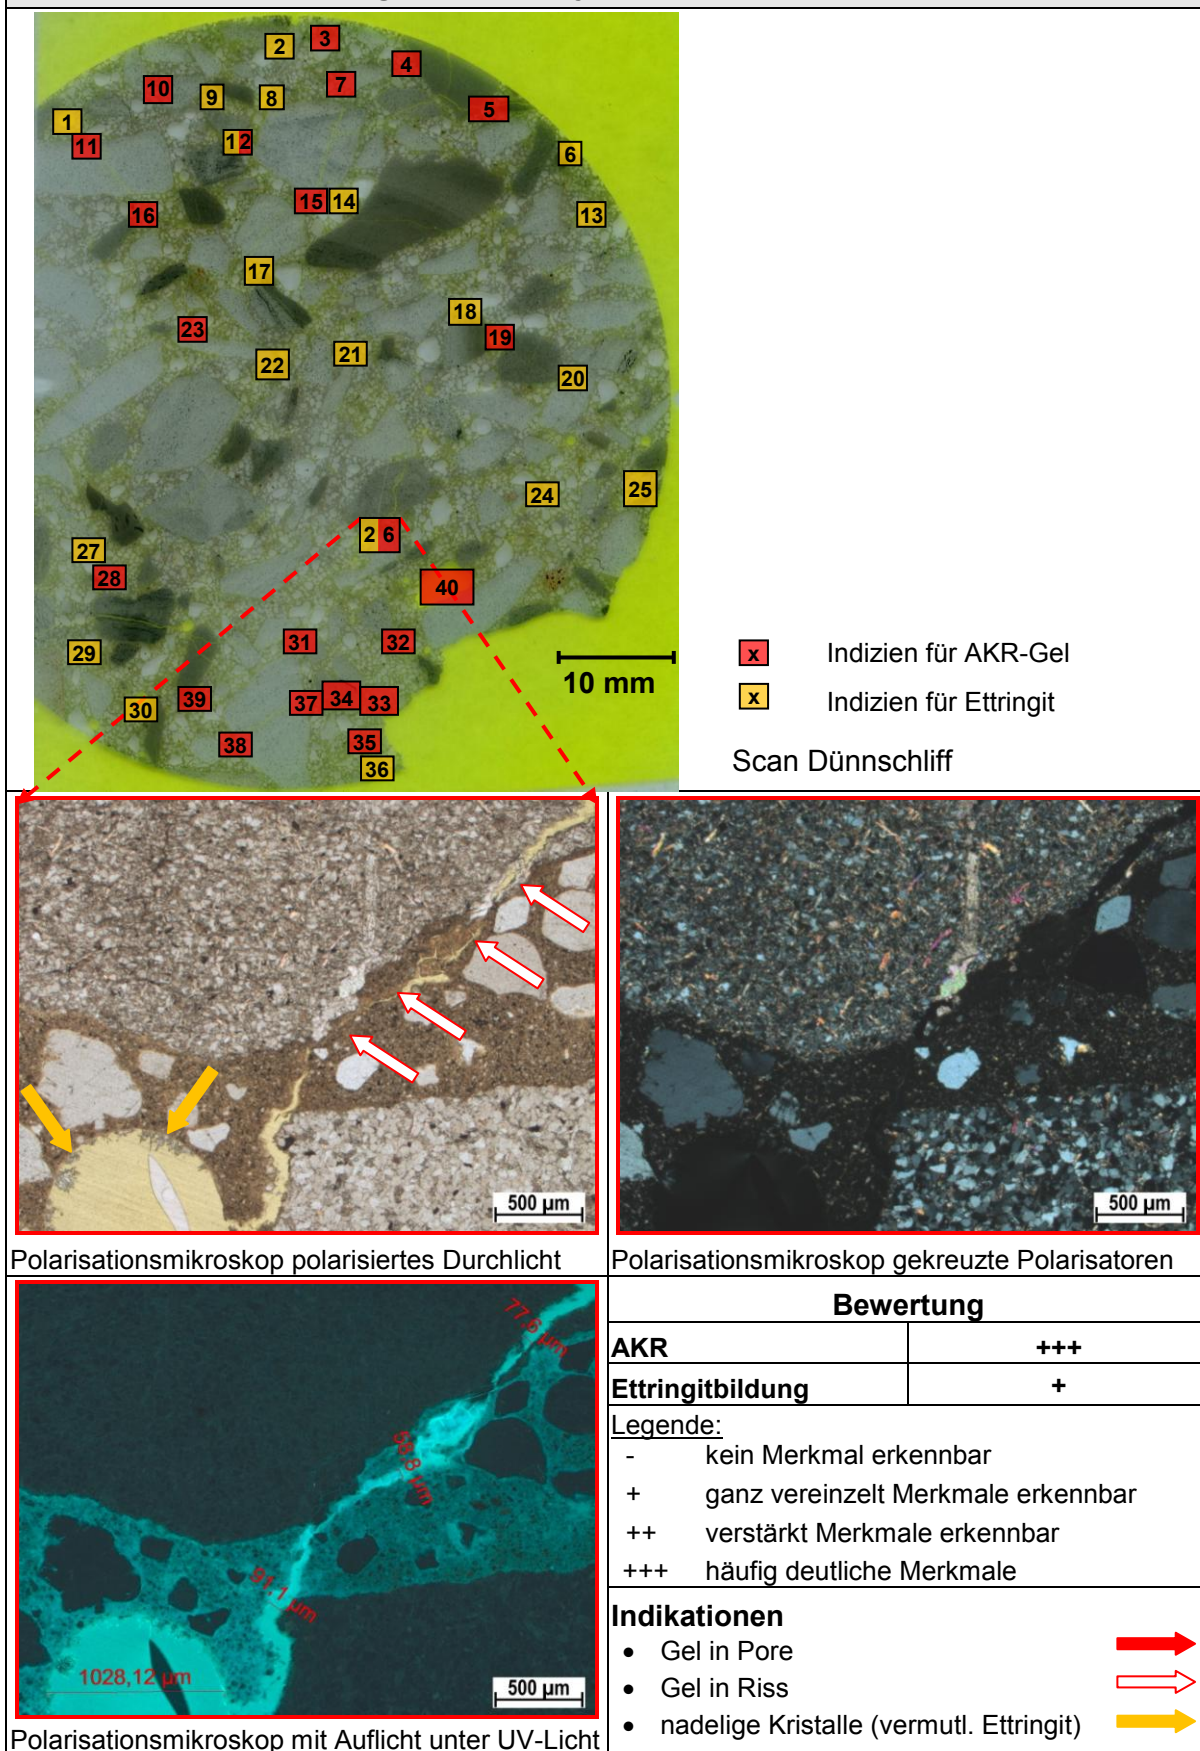 2
3
4
10
9
8
7
5
1
11
12
6
16
15
14
13
17
23
18
19
22
21
20
24
25
27
28
26
40
29
31
32
30
39
37
34
33
38
35
36
10 mm
x Indizien für AKR-Gel
x Indizien für Ettringit
Scan Dünnschliff
500 µm
500 µm
Polarisationsmikroskop polarisiertes Durchlicht
Polarisationsmikroskop gekreuzte Polarisatoren
77,6 µm
58,8 µm
91,1 µm
1028,12 µm
500 µm
Polarisationsmikroskop mit Auflicht unter UV-Licht
Bewertung
AKR +++
Ettringitbildung +
Legende:
- kein Merkmal erkennbar
+ ganz vereinzelt Merkmale erkennbar
++ verstärkt Merkmale erkennbar
+++ häufig deutliche Merkmale
Indikationen
• Gel in Pore
• Gel in Riss
• nadelige Kristalle (vermutl. Ettringit)